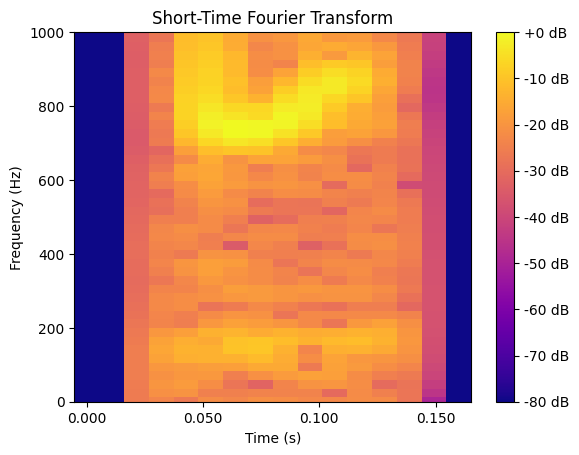 Short-Time Fourier Transform
1000
800
600
400
200
0
Frequency (Hz)
0.000
0.050
0.100
0.150
Time (s)
+0 dB
-10 dB
-20 dB
-30 dB
-40 dB
-50 dB
-60 dB
-70 dB
-80 dB